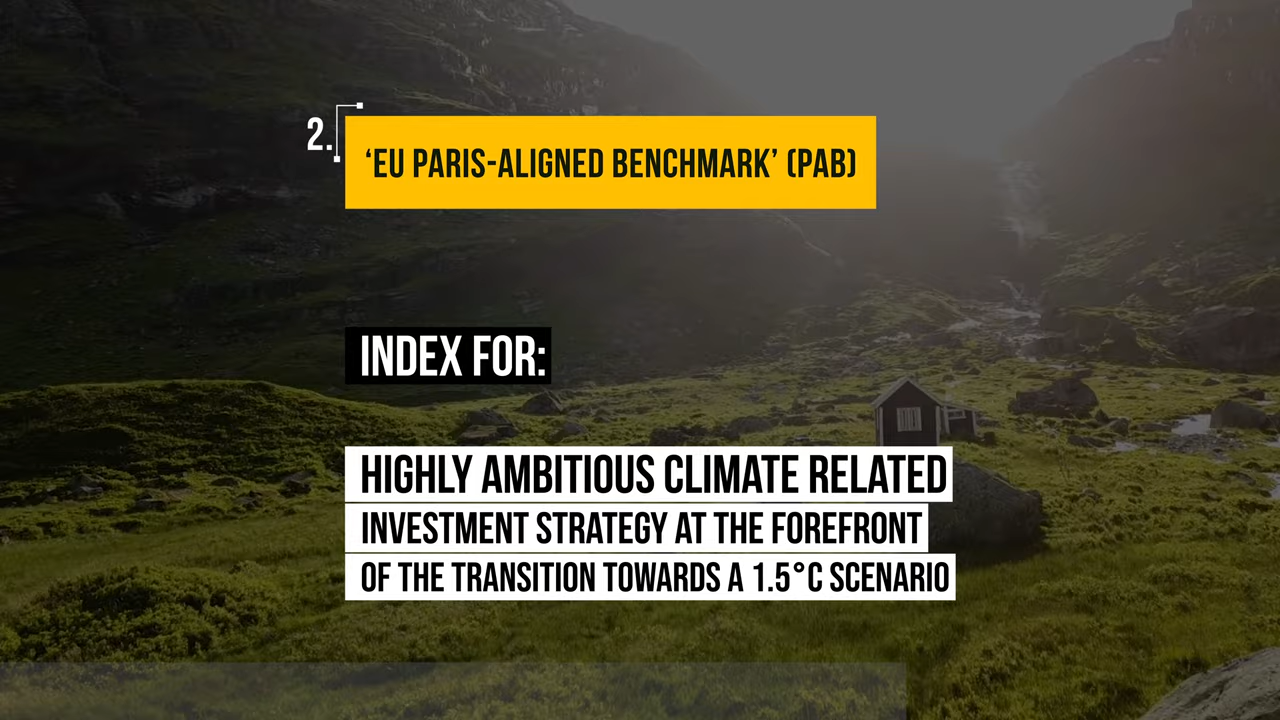 2.
‘EU PARIS-ALIGNED BENCHMARK’ (PAB)
INDEX FOR:
HIGHLY AMBITIOUS CLIMATE RELATED
INVESTMENT STRATEGY AT THE FOREFRONT
OF THE TRANSITION TOWARDS A 1.5°C SCENARIO